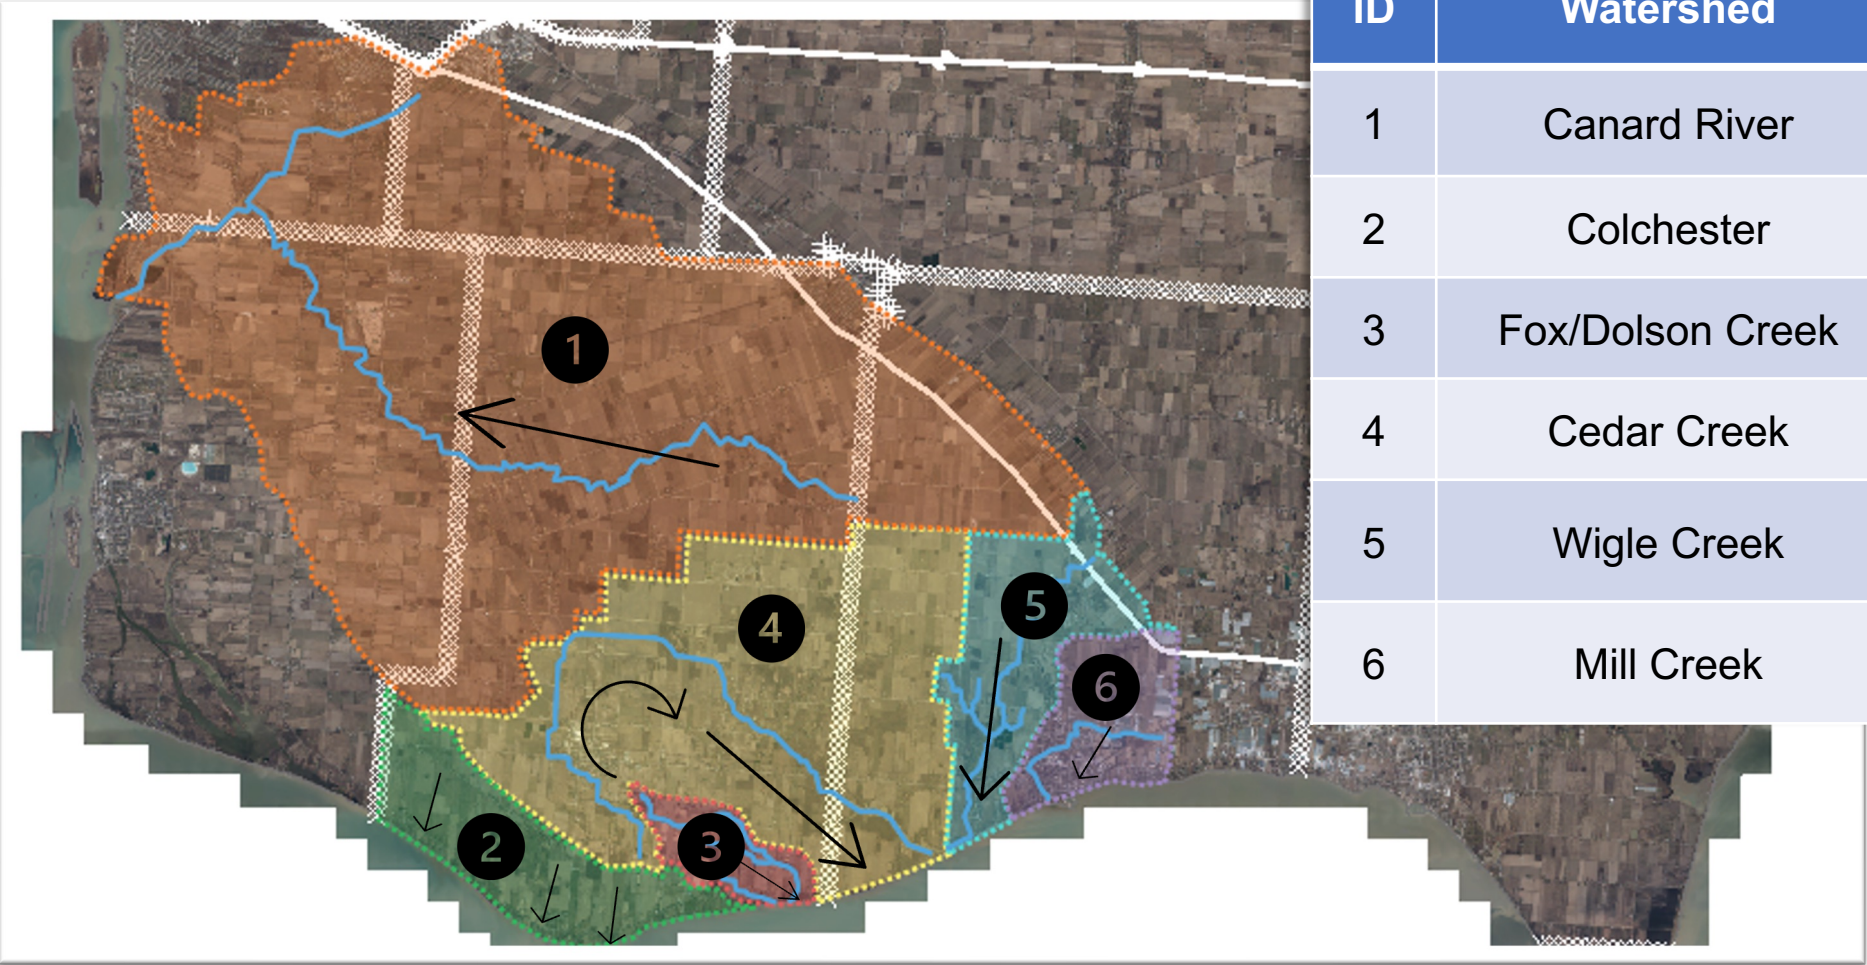 ID Watershed
1 Canard River
2 Colchester
3 Fox/Dolson Creek
4 Cedar Creek
5 Wigle Creek
6 Mill Creek
1
4
5
6
2
3